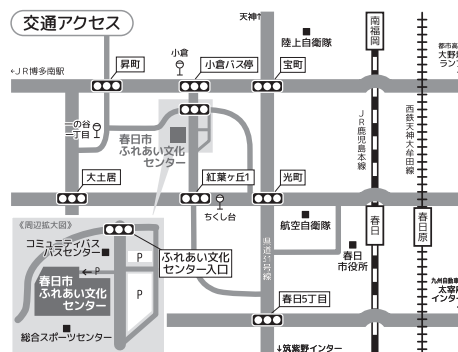 交通アクセス
天神↑
陸上自衛隊
南福岡
←JR博多南駅
昇町
小倉
小倉バス停
宝町
一の谷
一丁目
春日市
ふれあい文化
センター
JR鹿児島本線
西鉄天神大牟田線
大土居
紅葉ヶ丘1
光町
ちくし台
航空自衛隊
県道31号線
春日
春日原
春日
市役所
《周辺拡大図》
コミュニティバス
バスセンター
ふれあい文化
センター入口
P
←P
P
春日市
ふれあい文化
センター
総合スポーツセンター
春日5丁目
↓筑紫野インター
都市高
大野
ラン
九州自動車
太宰
インター